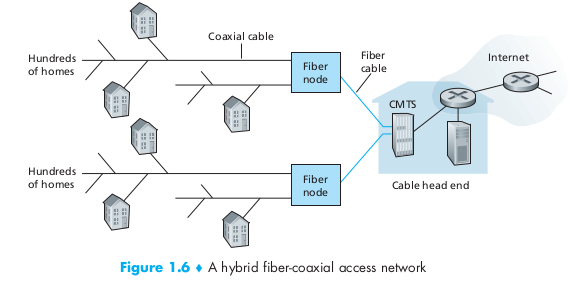 Coaxial cable
Hundreds
of homes
Fiber
node
Fiber
cable
Internet
CMTS
Hundreds
of homes
Fiber
node
Cable head end
Figure 1.6 ♦ A hybrid fiber-coaxial access network